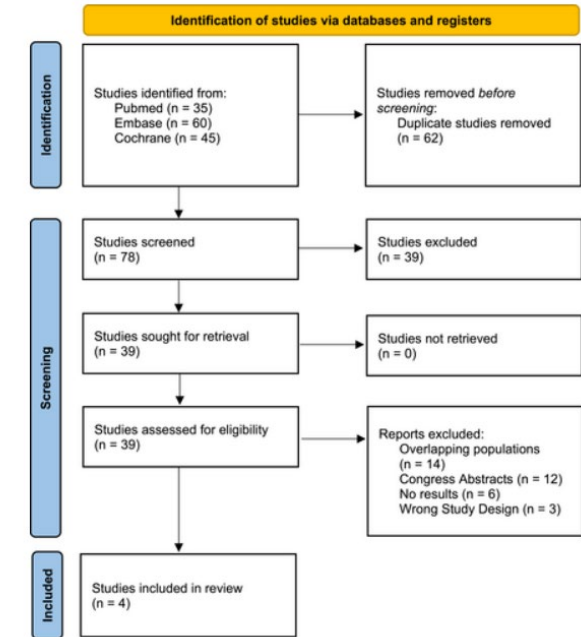 Identification of studies via databases and registers
Identification
Studies identified from:
Pubmed (n = 35)
Embase (n = 60)
Cochrane (n = 45)
Studies removed before
screening:
Duplicate studies removed
(n = 62)
Screening
Studies screened
(n = 78)
Studies excluded
(n = 39)
Studies sought for retrieval
(n = 39)
Studies not retrieved
(n = 0)
Studies assessed for eligibility
(n = 39)
Reports excluded:
Overlapping populations
(n = 14)
Congress Abstracts (n = 12)
No results (n = 6)
Wrong Study Design (n = 3)
Included
Studies included in review
(n = 4)